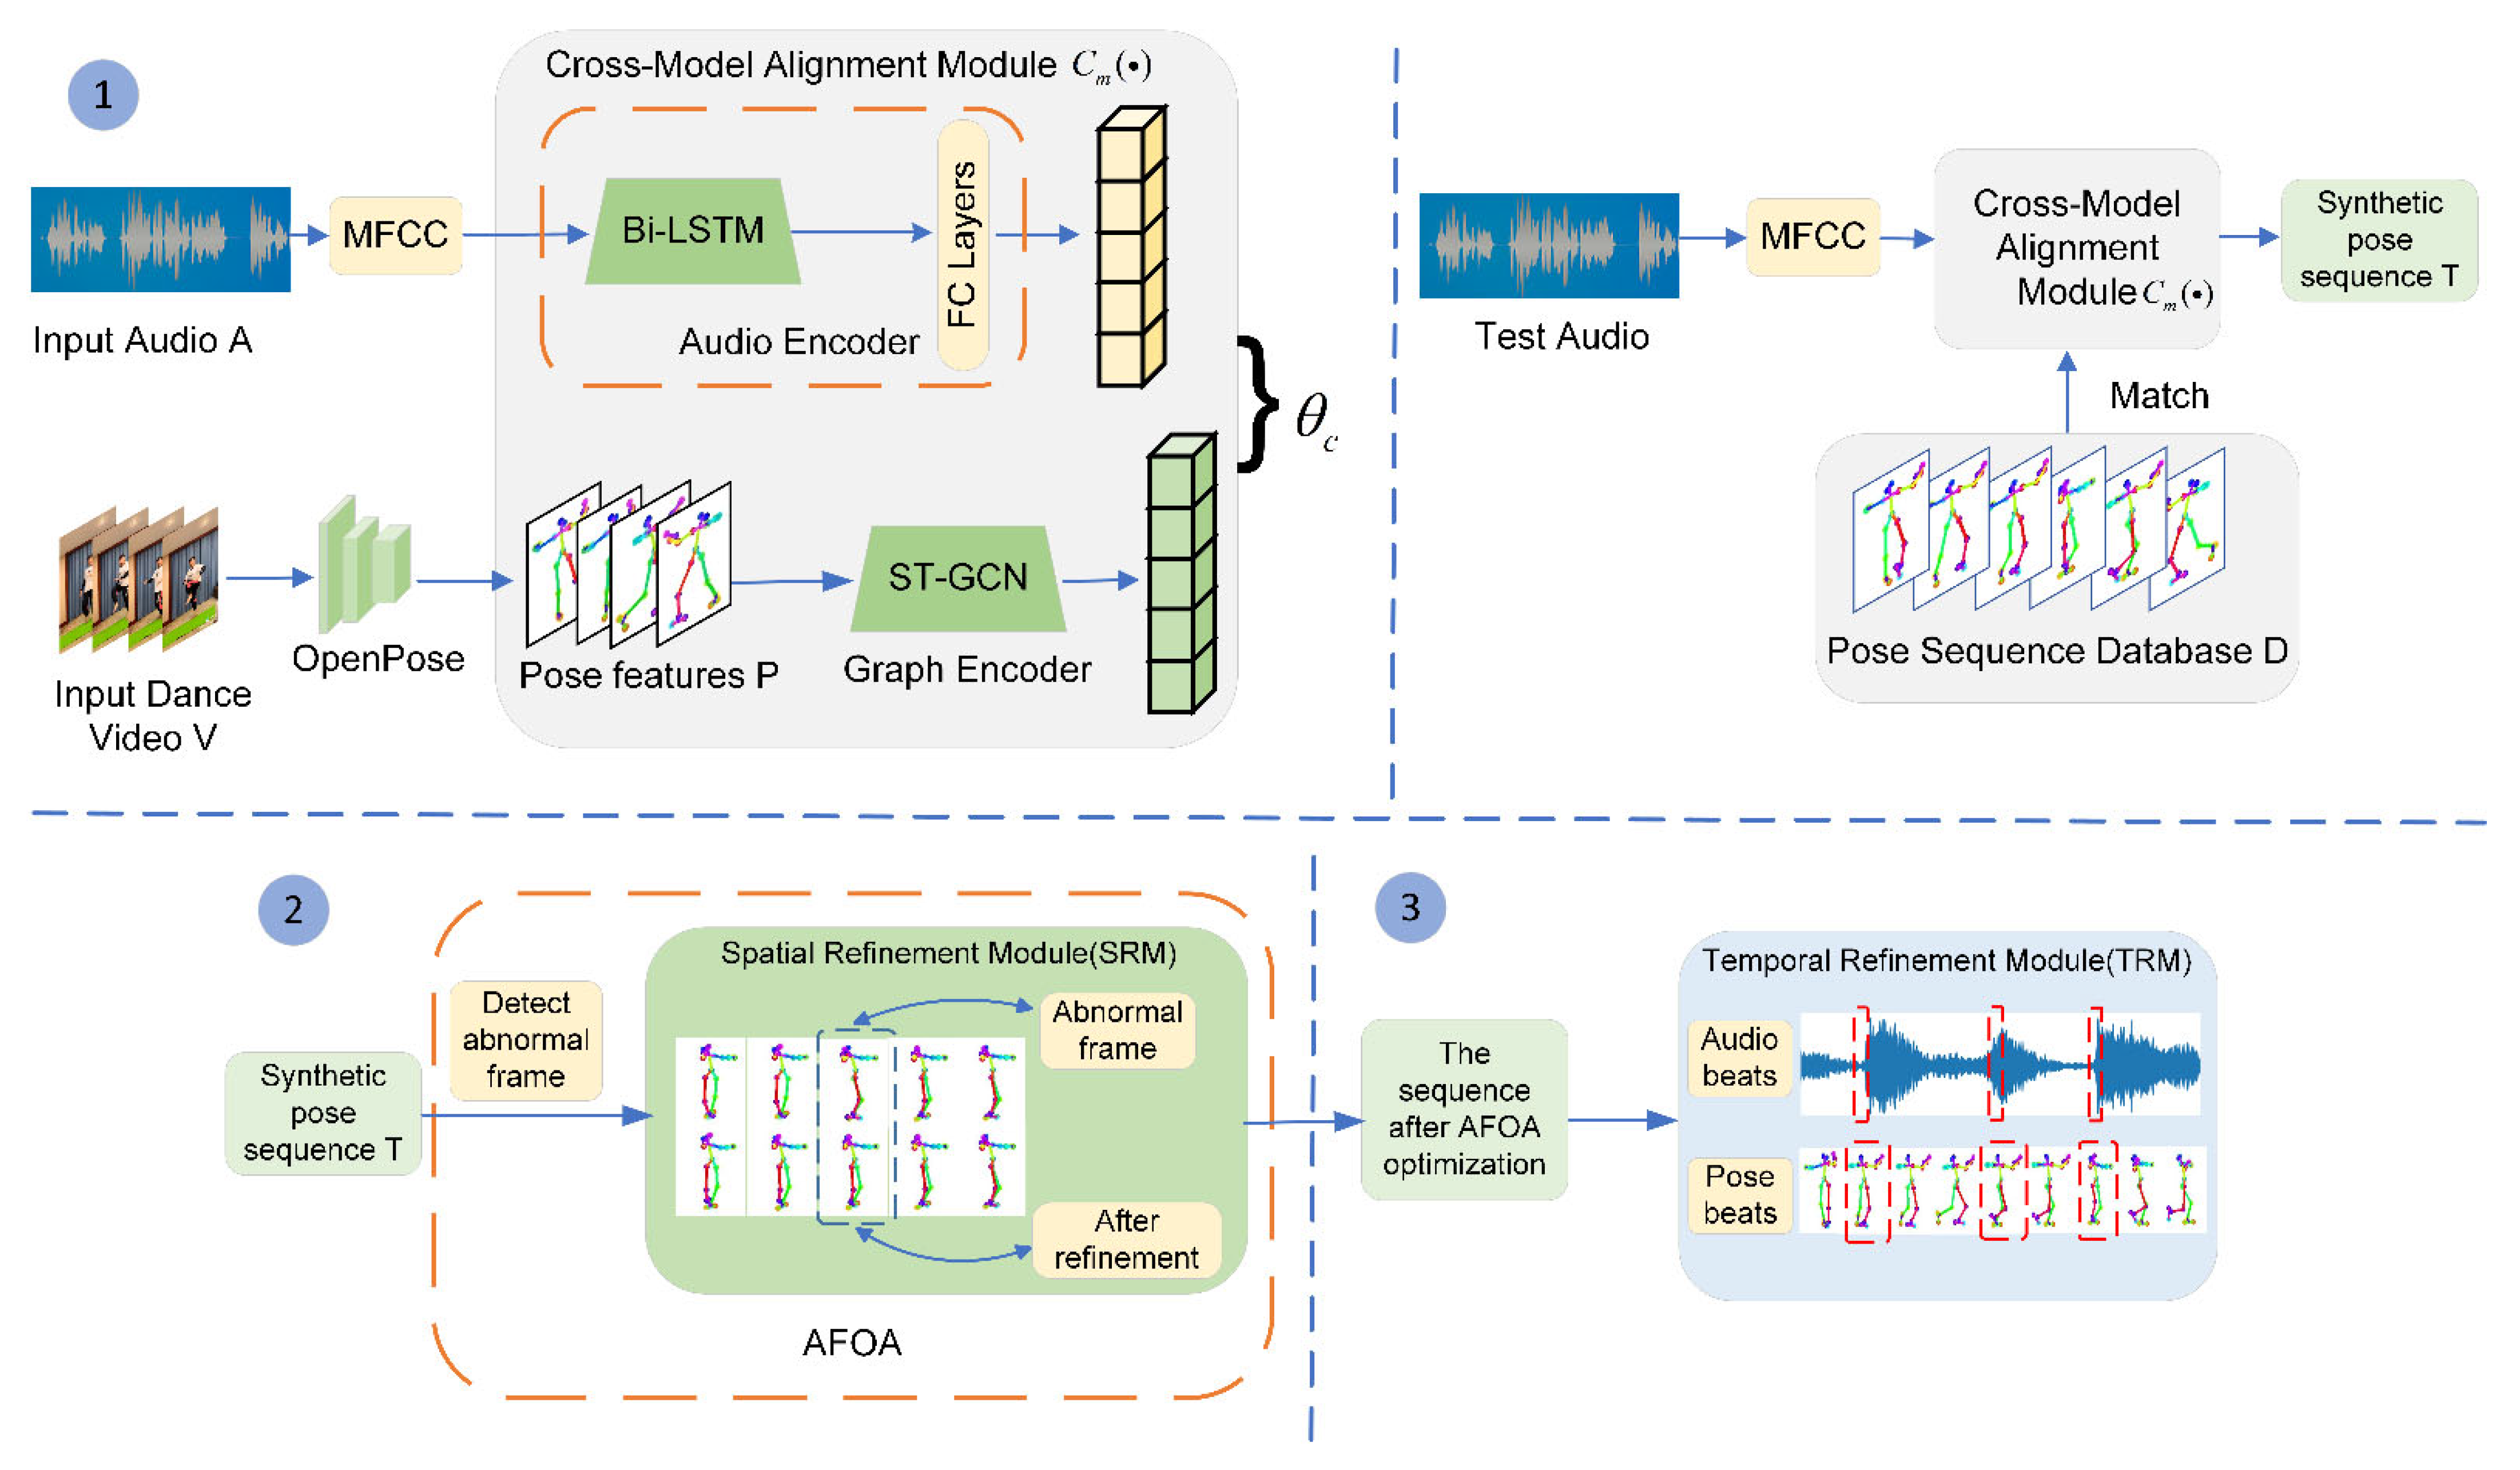 1
Cross-Model Alignment Module C_m(•)
MFCC
Bi-LSTM
FC Layers
Audio Encoder
Input Audio A
θ_c
OpenPose
Pose features P
ST-GCN
Graph Encoder
Input Dance
Video V
MFCC
Test Audio
Cross-Model
Alignment
Module C_m(•)
Synthetic
pose
sequence T
Match
Pose Sequence Database D
2
Synthetic
pose
sequence T
Detect
abnormal
frame
Spatial Refinement Module(SRM)
Abnormal
frame
After
refinement
AFOA
3
The
sequence
after AFOA
optimization
Temporal Refinement Module(TRM)
Audio
beats
Pose
beats